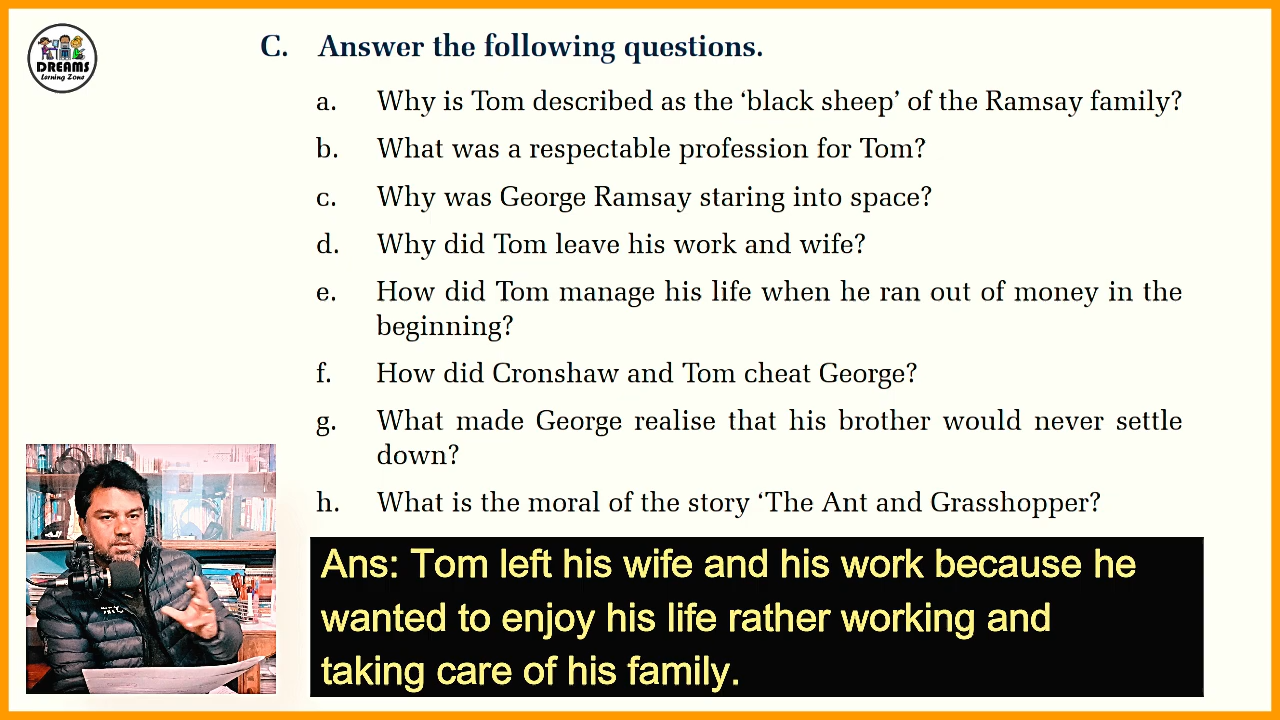 DREAMS
Lerning Zone
C. Answer the following questions.
a. Why is Tom described as the ‘black sheep’ of the Ramsay family?
b. What was a respectable profession for Tom?
c. Why was George Ramsay staring into space?
d. Why did Tom leave his work and wife?
e. How did Tom manage his life when he ran out of money in the
beginning?
f. How did Cronshaw and Tom cheat George?
g. What made George realise that his brother would never settle
down?
h. What is the moral of the story ‘The Ant and Grasshopper?
Ans: Tom left his wife and his work because he
wanted to enjoy his life rather working and
taking care of his family.